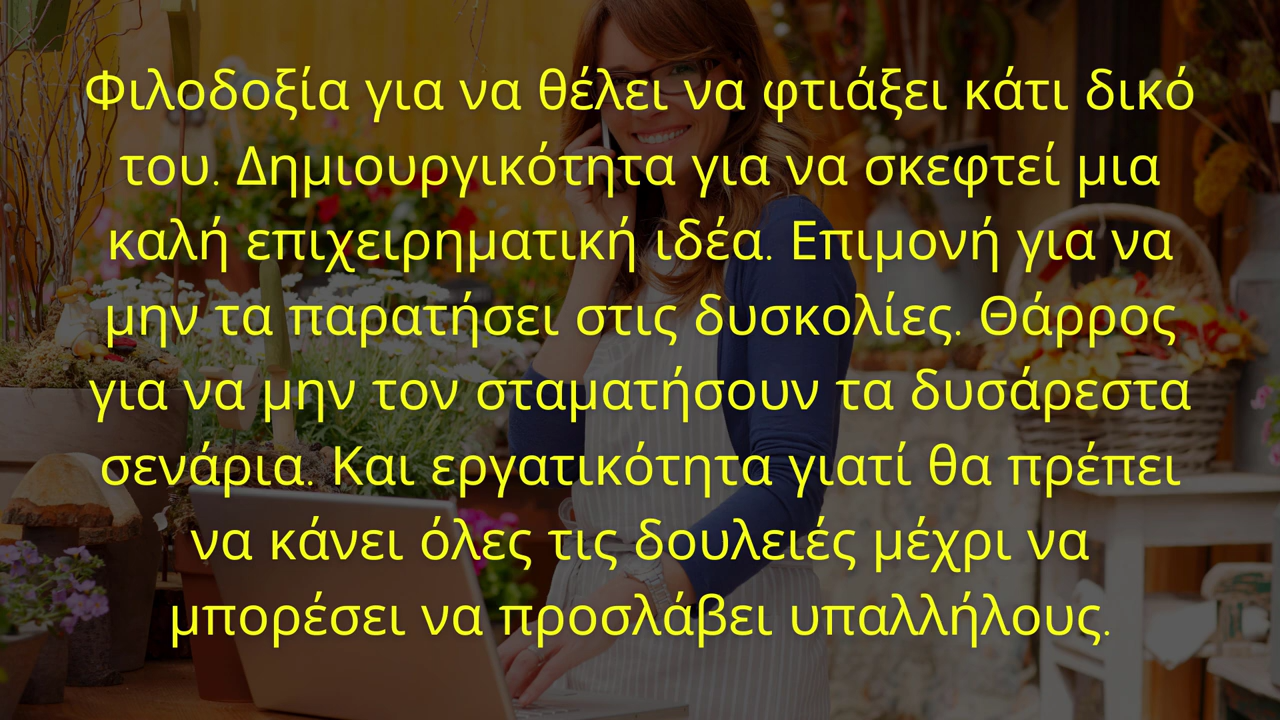 Φιλοδοξία για να θέλει να φτιάξει κάτι δικό
του. Δημιουργικότητα για να σκεφτεί μια
καλή επιχειρηματική ιδέα. Επιμονή για να
μην τα παρατήσει στις δυσκολίες. Θάρρος
για να μην τον σταματήσουν τα δυσάρεστα
σενάρια. Και εργατικότητα γιατί θα πρέπει
να κάνει όλες τις δουλειές μέχρι να
μπορέσει να προσλάβει υπαλλήλους.